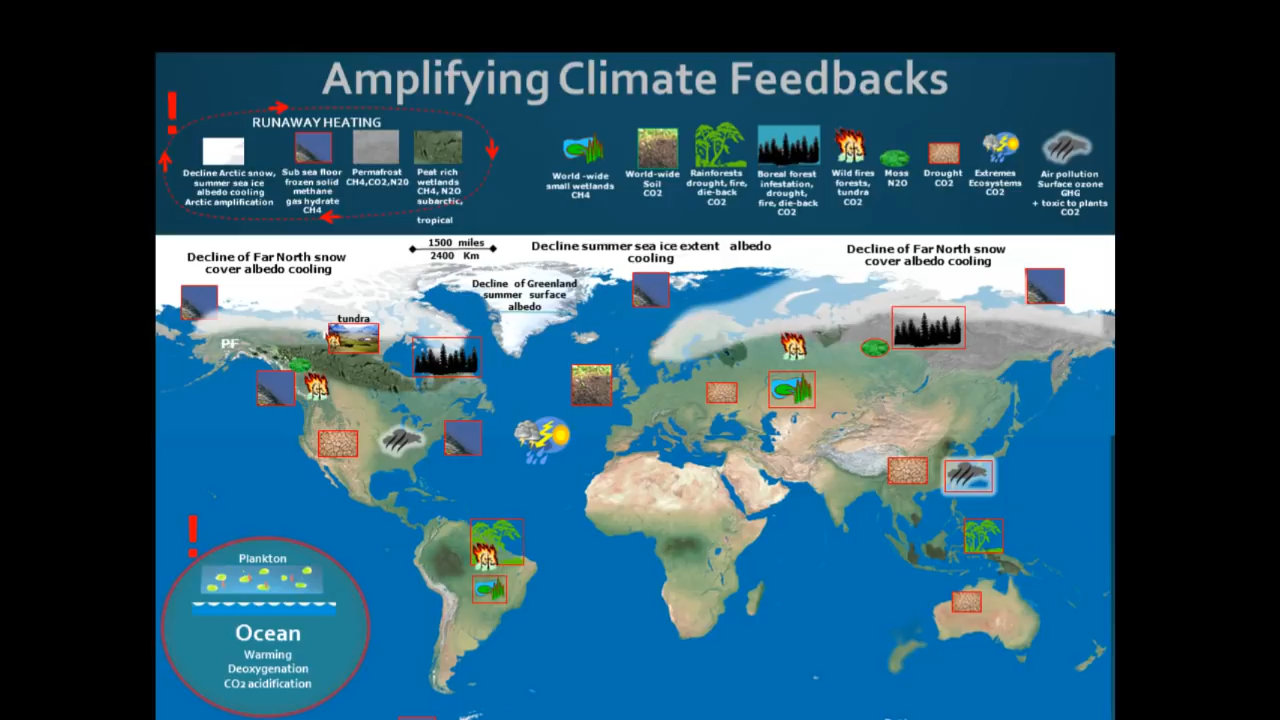 Amplifying Climate Feedbacks
!
RUNAWAY HEATING
Decline Arctic snow,
summer sea ice
albedo cooling
Arctic amplification
Sub sea floor
frozen solid
methane
gas hydrate
CH4
Permafrost
CH4,CO2,N2O
Peat rich
wetlands
CH4, N2O
subarctic,
tropical
World -wide
small wetlands
CH4
World-wide
Soil
CO2
Rainforests
drought, fire,
die-back
CO2
Boreal forest
infestation,
drought,
fire, die-back
CO2
Wild fires
forests,
tundra
CO2
Moss
N2O
Drought
CO2
Extremes
Ecosystems
CO2
Air pollution
Surface ozone
GHG
+ toxic to plants
CO2
Decline of Far North snow
cover albedo cooling
1500 miles
2400 Km
Decline summer sea ice extent albedo
cooling
Decline of Far North snow
cover albedo cooling
Decline of Greenland
summer surface
albedo
tundra
PF
!
Plankton
Ocean
Warming
Deoxygenation
CO2 acidification